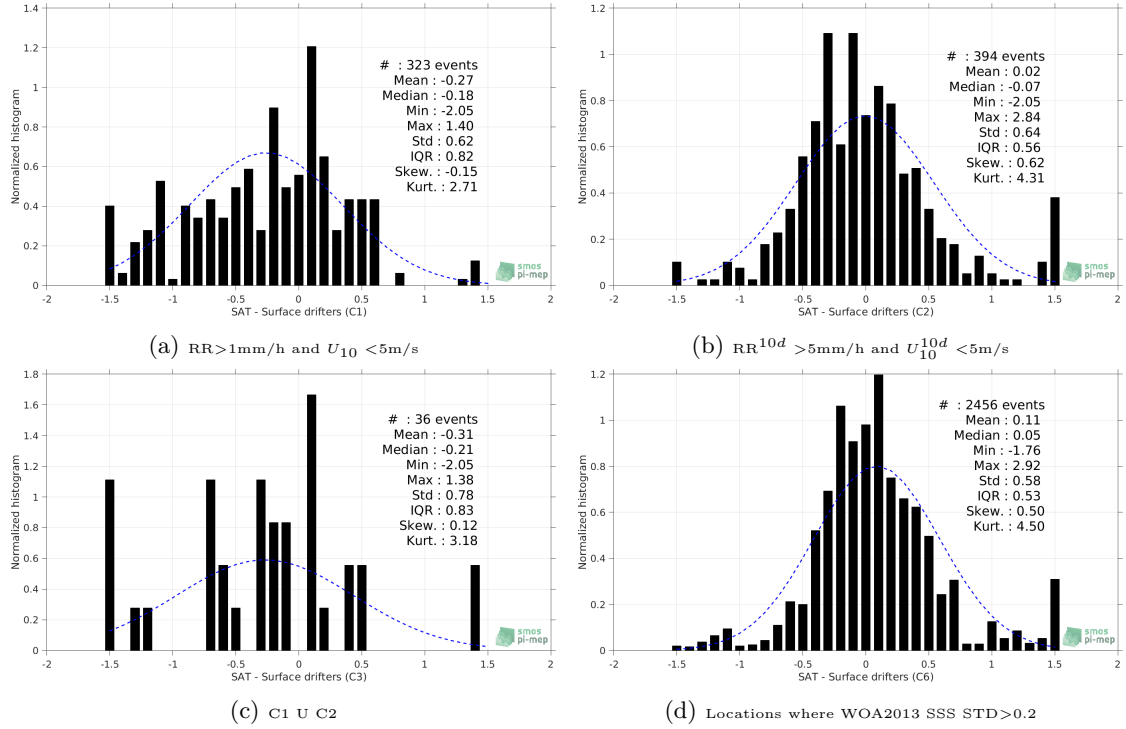 1.4
1.2
1
0.8
0.6
0.4
0.2
0
Normalized histogram
# : 323 events
Mean : -0.27
Median : -0.18
Min : -2.05
Max : 1.40
Std : 0.62
IQR : 0.82
Skew. : -0.15
Kurt. : 2.71
smos
pi-mep
-2 -1.5 -1 -0.5 0 0.5 1 1.5 2
SAT - Surface drifters (C1)
(a) RR>1mm/h and U10 <5m/s
1.2
1
0.8
0.6
0.4
0.2
0
Normalized histogram
# : 394 events
Mean : 0.02
Median : -0.07
Min : -2.05
Max : 2.84
Std : 0.64
IQR : 0.56
Skew. : 0.62
Kurt. : 4.31
smos
pi-mep
-2 -1.5 -1 -0.5 0 0.5 1 1.5 2
SAT - Surface drifters (C2)
(b) RR^10d >5mm/h and U10^10d <5m/s
1.8
1.6
1.4
1.2
1
0.8
0.6
0.4
0.2
0
Normalized histogram
# : 36 events
Mean : -0.31
Median : -0.21
Min : -2.05
Max : 1.38
Std : 0.78
IQR : 0.83
Skew. : 0.12
Kurt. : 3.18
smos
pi-mep
-2 -1.5 -1 -0.5 0 0.5 1 1.5 2
SAT - Surface drifters (C3)
(c) C1 U C2
1.2
1
0.8
0.6
0.4
0.2
0
Normalized histogram
# : 2456 events
Mean : 0.11
Median : 0.05
Min : -1.76
Max : 2.92
Std : 0.58
IQR : 0.53
Skew. : 0.50
Kurt. : 4.50
smos
pi-mep
-2 -1.5 -1 -0.5 0 0.5 1 1.5 2
SAT - Surface drifters (C6)
(d) Locations where WOA2013 SSS STD>0.2